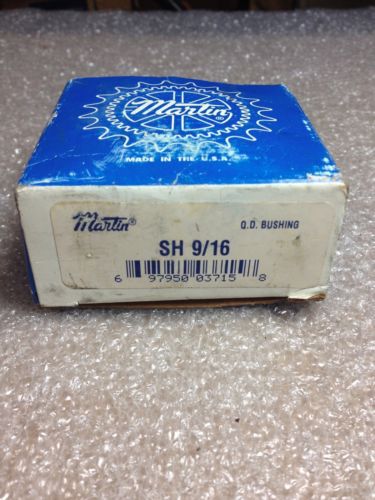 Martin®
MADE IN THE U.S.A.
Martin®
Q.D. BUSHING
SH 9/16
6 97950 03715 8